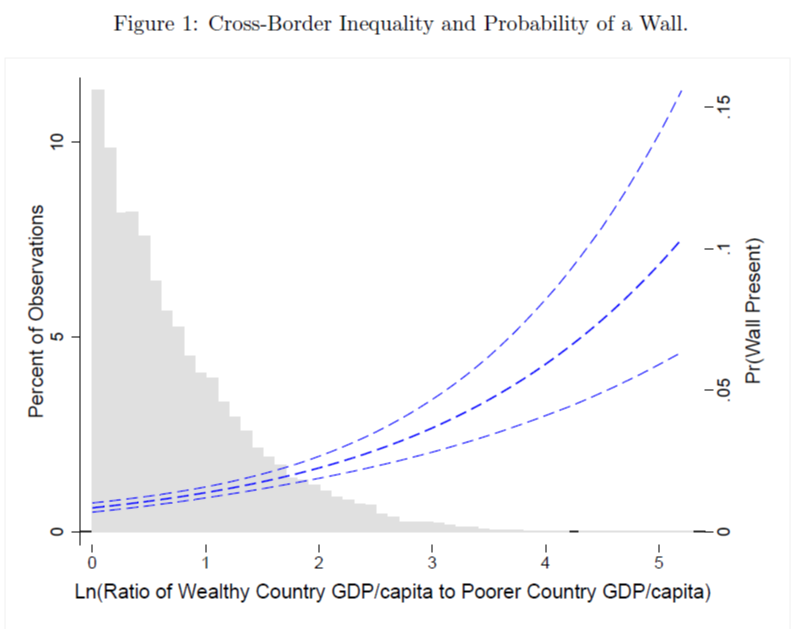 Figure 1: Cross-Border Inequality and Probability of a Wall.
10
5
0
Percent of Observations
.15
.1
.05
0
Pr(Wall Present)
0 1 2 3 4 5
Ln(Ratio of Wealthy Country GDP/capita to Poorer Country GDP/capita)